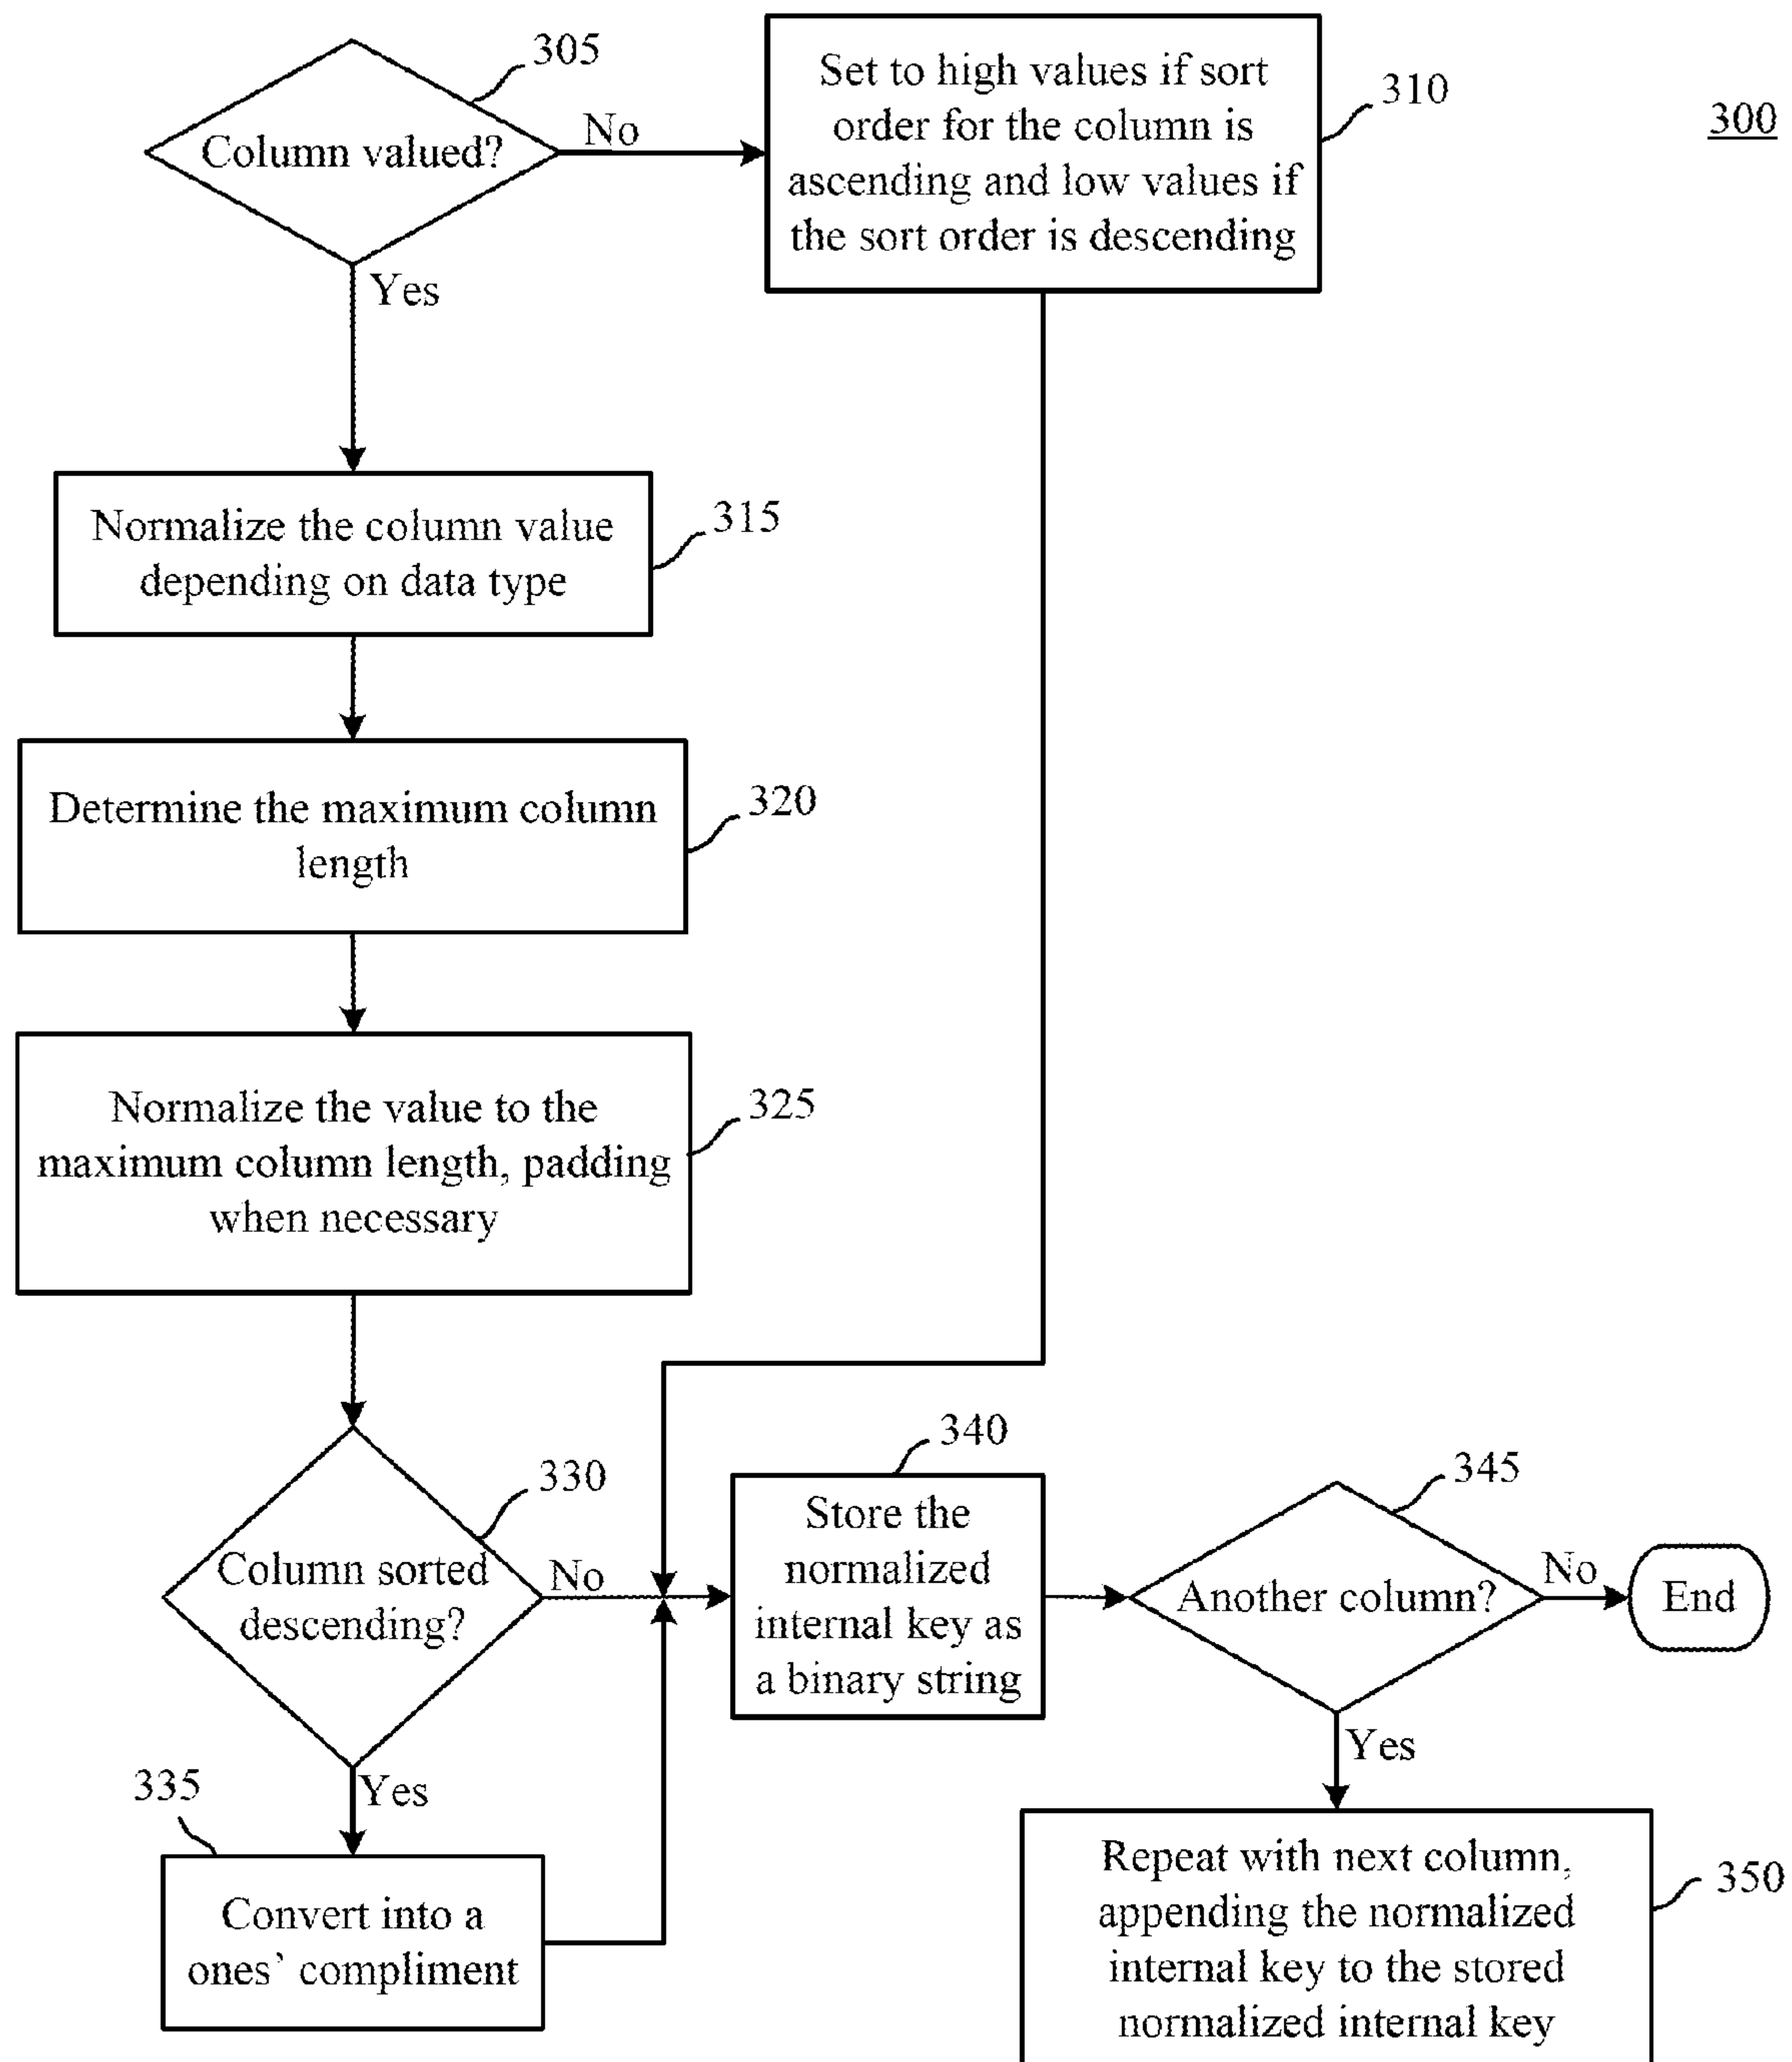 300
305
Column valued?
No
Yes
310
Set to high values if sort
order for the column is
ascending and low values if
the sort order is descending
315
Normalize the column value
depending on data type
320
Determine the maximum column
length
325
Normalize the value to the
maximum column length, padding
when necessary
330
Column sorted
descending?
No
Yes
335
Convert into a
ones' compliment
340
Store the
normalized
internal key as
a binary string
345
Another column?
No
End
Yes
350
Repeat with next column,
appending the normalized
internal key to the stored
normalized internal key